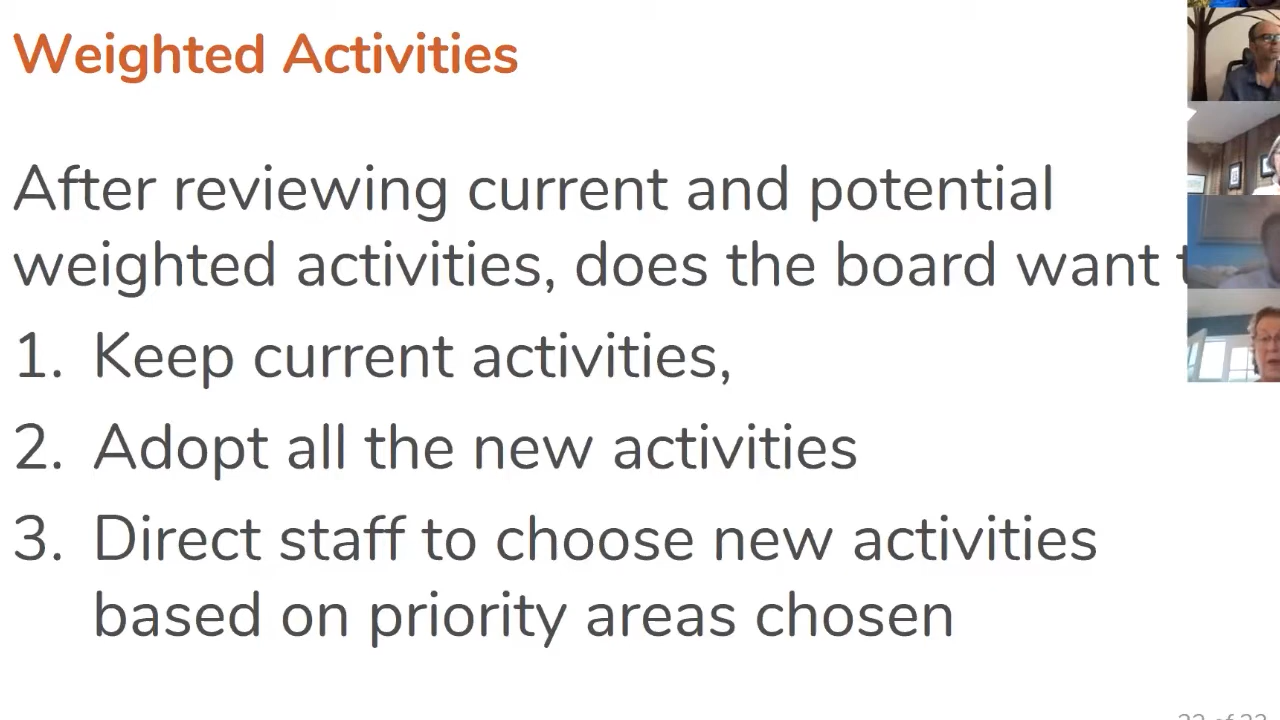 Weighted Activities
After reviewing current and potential
weighted activities, does the board want
1. Keep current activities,
2. Adopt all the new activities
3. Direct staff to choose new activities
based on priority areas chosen